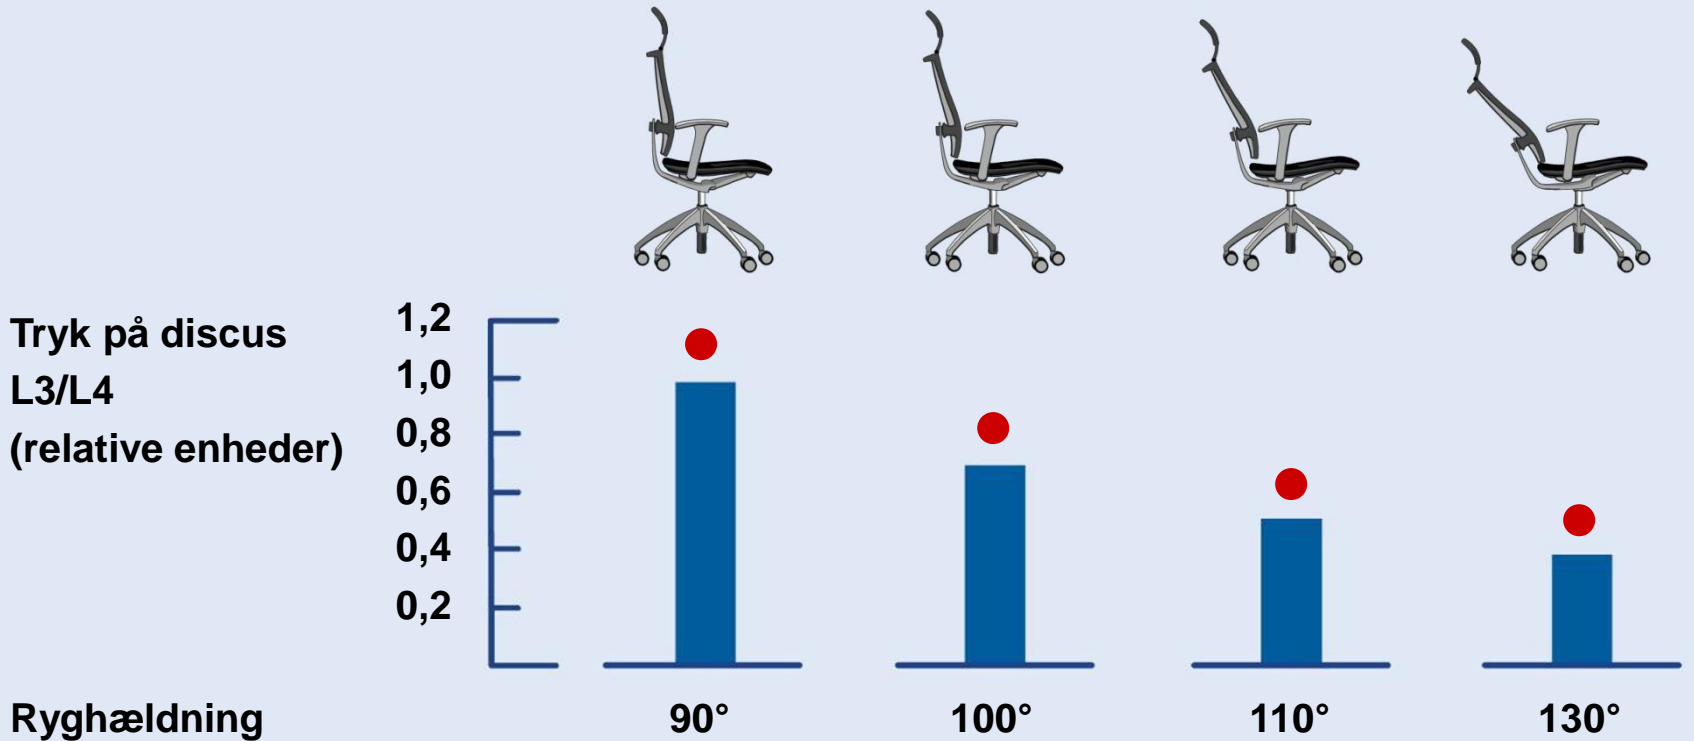 Tryk på discus
L3/L4
(relative enheder)
1,2
1,0
0,8
0,6
0,4
0,2
Ryghældning 90° 100° 110° 130°